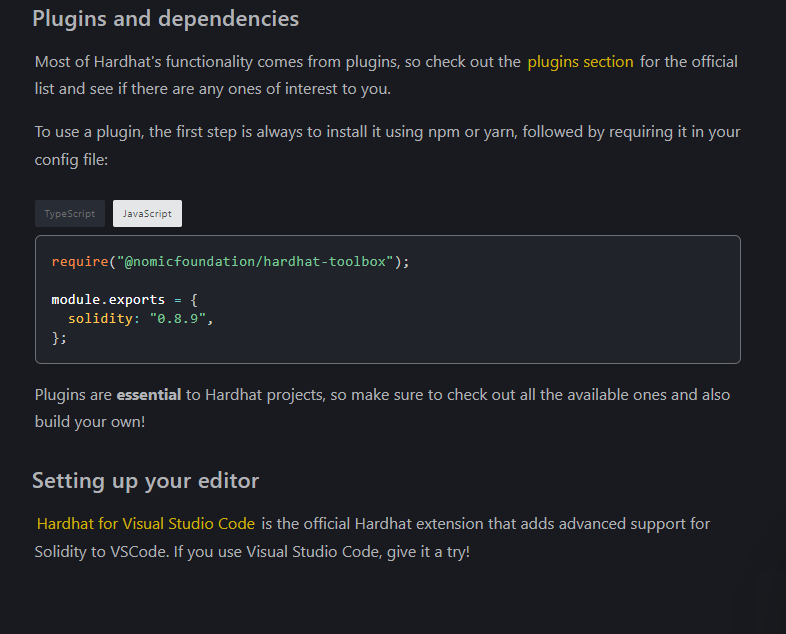 Plugins and dependencies
Most of Hardhat's functionality comes from plugins, so check out the plugins section for the official
list and see if there are any ones of interest to you.
To use a plugin, the first step is always to install it using npm or yarn, followed by requiring it in your
config file:
TypeScript JavaScript
require("@nomicfoundation/hardhat-toolbox");
module.exports = {
  solidity: "0.8.9",
};
Plugins are essential to Hardhat projects, so make sure to check out all the available ones and also
build your own!
Setting up your editor
Hardhat for Visual Studio Code is the official Hardhat extension that adds advanced support for
Solidity to VSCode. If you use Visual Studio Code, give it a try!